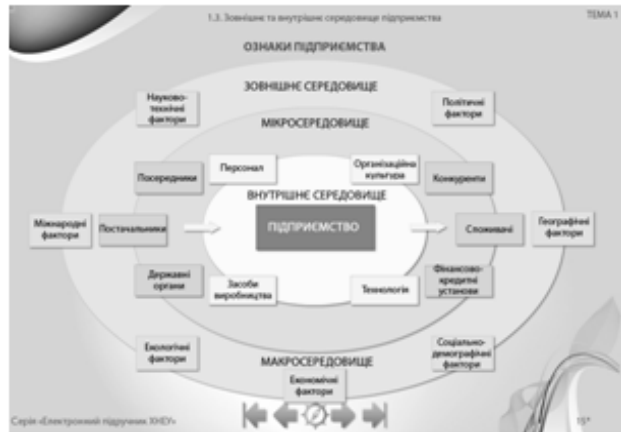 1.3. Зовнішнє та внутрішнє середовище підприємства
ТЕМА 1
ОЗНАКИ ПІДПРИЄМСТВА
ЗОВНІШНЄ СЕРЕДОВИЩЕ
Науково-
технічні
фактори
Політичні
фактори
МІКРОСЕРЕДОВИЩЕ
Посередники
Персонал
Організаційна
культура
Конкуренти
ВНУТРІШНЄ СЕРЕДОВИЩЕ
Міжнародні
фактори
Постачальники
ПІДПРИЄМСТВО
Споживачі
Географічні
фактори
Державні
органи
Засоби
виробництва
Технологія
Фінансово-
кредитні
установи
Екологічні
фактори
МАКРОСЕРЕДОВИЩЕ
Економічні
фактори
Соціально-
демографічні
фактори
Серія «Електронний підручник ХНЕУ»
15*